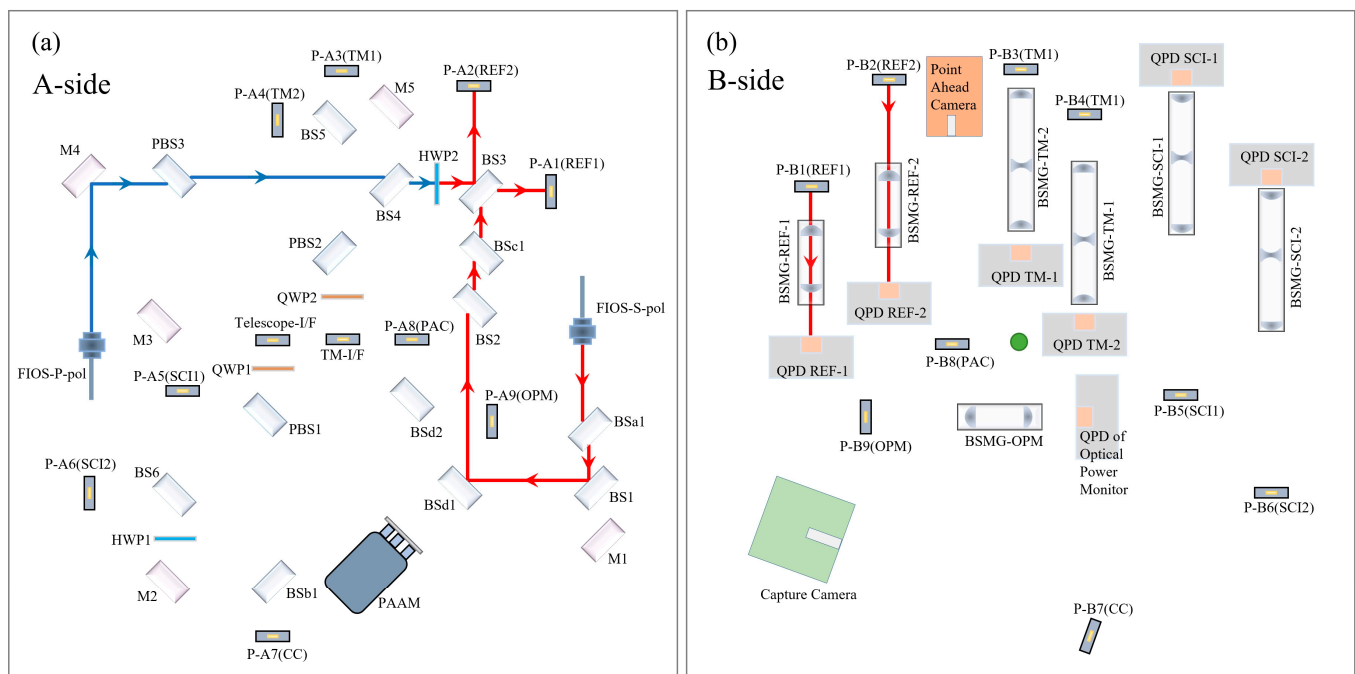 (a)
A-side
P-A3(TM1)
P-A2(REF2)
P-A4(TM2)
M5
BS5
M4
PBS3
HWP2
BS3
P-A1(REF1)
BS4
PBS2
BSc1
QWP2
FIOS-S-pol
M3
Telescope-I/F
P-A8(PAC)
BS2
TM-I/F
FIOS-P-pol
QWP1
P-A5(SCI1)
P-A9(OPM)
PBS1
BSd2
BSa1
P-A6(SCI2)
BS6
BSd1
BS1
HWP1
M1
M2
BSb1
PAAM
P-A7(CC)
(b)
B-side
P-B2(REF2)
Point
Ahead
Camera
P-B3(TM1)
QPD SCI-1
P-B4(TM1)
BSMG-TM-2
BSMG-SCI-1
QPD SCI-2
P-B1(REF1)
BSMG-REF-2
BSMG-REF-1
BSMG-TM-1
BSMG-SCI-2
QPD TM-1
QPD REF-2
QPD TM-2
P-B8(PAC)
QPD REF-1
P-B5(SCI1)
P-B9(OPM)
BSMG-OPM
QPD of
Optical
Power
Monitor
P-B6(SCI2)
Capture Camera
P-B7(CC)